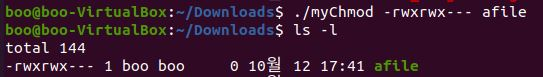 boo@boo-VirtualBox:~/Downloads$ ./myChmod -rwxrwx--- afile
boo@boo-VirtualBox:~/Downloads$ ls -l
total 144
-rwxrwx--- 1 boo boo     0 10월 12 17:41 afile